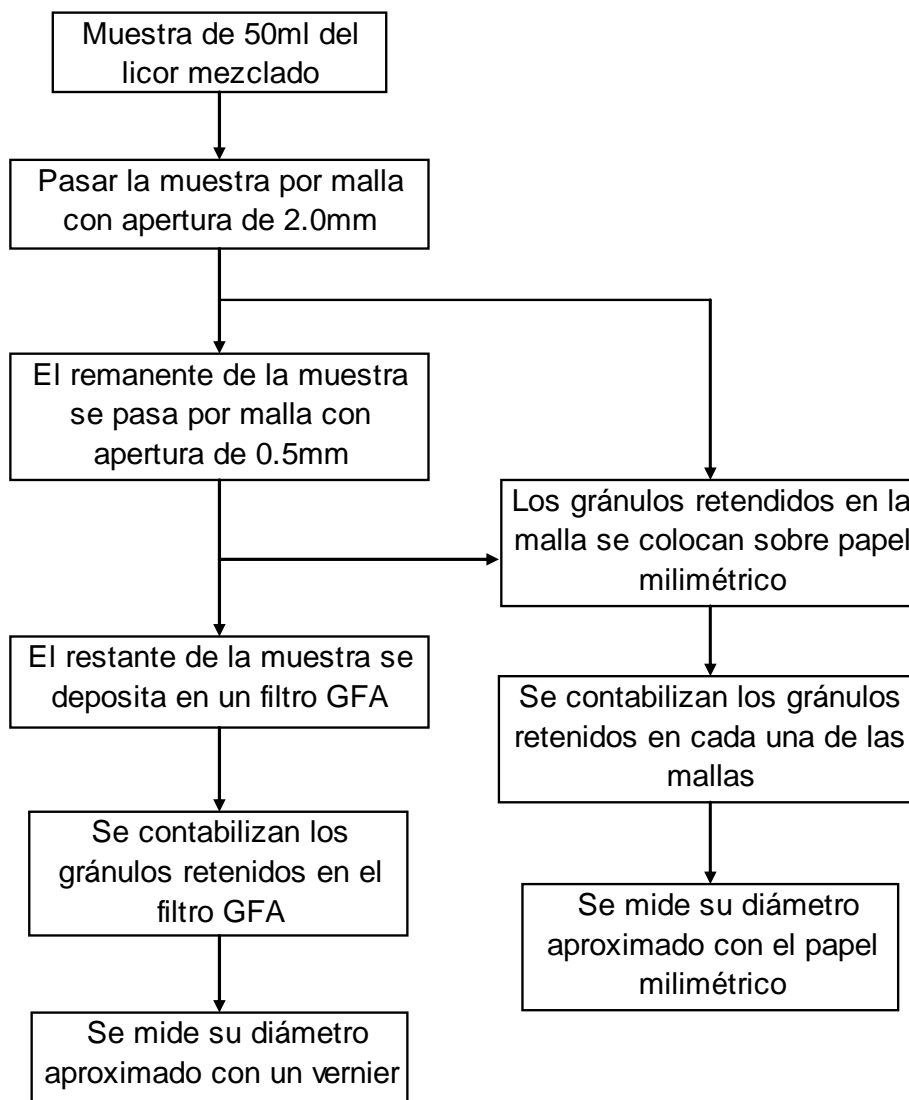 Muestra de 50ml del
licor mezclado
Pasar la muestra por malla
con apertura de 2.0mm
El remanente de la muestra
se pasa por malla con
apertura de 0.5mm
Los gránulos retendidos en la
malla se colocan sobre papel
milimétrico
El restante de la muestra se
deposita en un filtro GFA
Se contabilizan los gránulos
retenidos en cada una de las
mallas
Se contabilizan los
gránulos retenidos en el
filtro GFA
Se mide su diámetro
aproximado con el papel
milimétrico
Se mide su diámetro
aproximado con un vernier